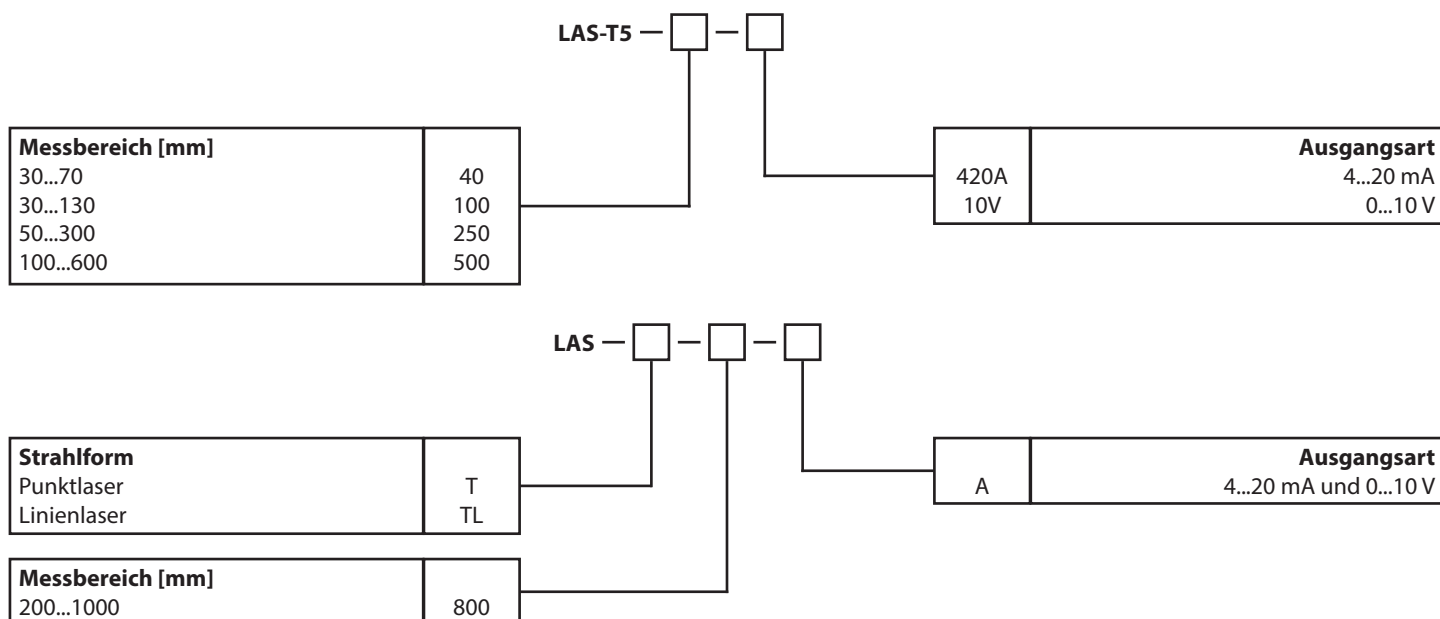 LAS-T5 — □ — □
Messbereich [mm]
30...70 40
30...130 100
50...300 250
100...600 500
Ausgangsart
420A 4...20 mA
10V 0...10 V
LAS — □ — □ — □
Strahlform
Punktlaser T
Linienlaser TL
Ausgangsart
A 4...20 mA und 0...10 V
Messbereich [mm]
200...1000 800